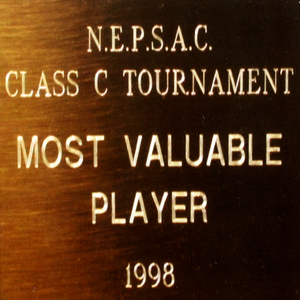 N.E.P.S.A.C.
CLASS C TOURNAMENT
MOST VALUABLE
PLAYER
1998